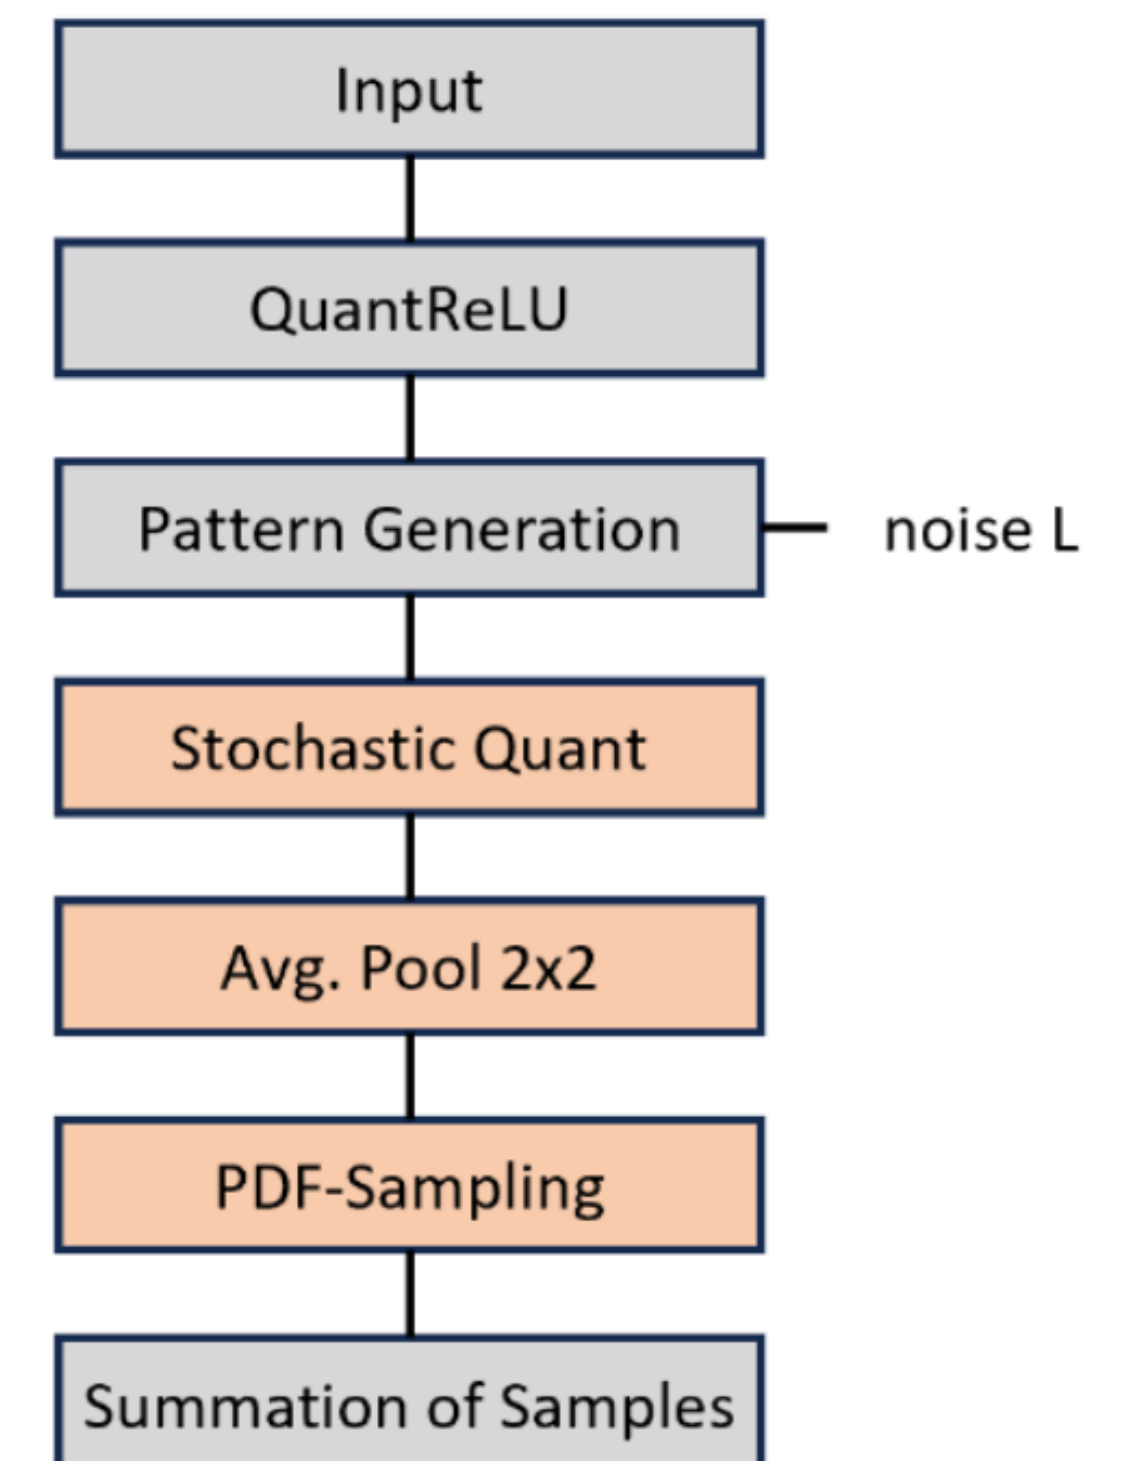 Input
QuantReLU
Pattern Generation
noise L
Stochastic Quant
Avg. Pool 2x2
PDF-Sampling
Summation of Samples